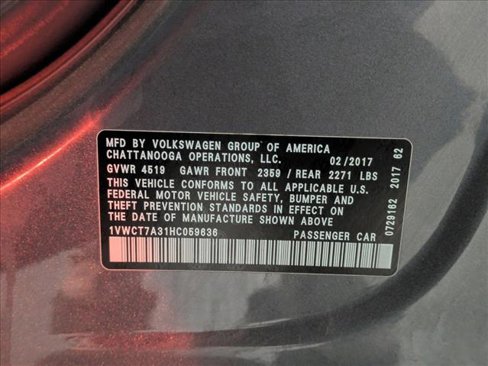 MFD BY VOLKSWAGEN GROUP OF AMERICA
CHATTANOOGA OPERATIONS, LLC. 02/2017
GVWR 4519 GAWR FRONT 2359 / REAR 2271 LBS
THIS VEHICLE CONFORMS TO ALL APPLICABLE U.S.
FEDERAL MOTOR VEHICLE SAFETY, BUMPER AND
THEFT PREVENTION STANDARDS IN EFFECT ON
THE DATE OF MANUFACTURE SHOWN ABOVE
1VWCT7A31HC059636 PASSENGER CAR
0729182 2017 62